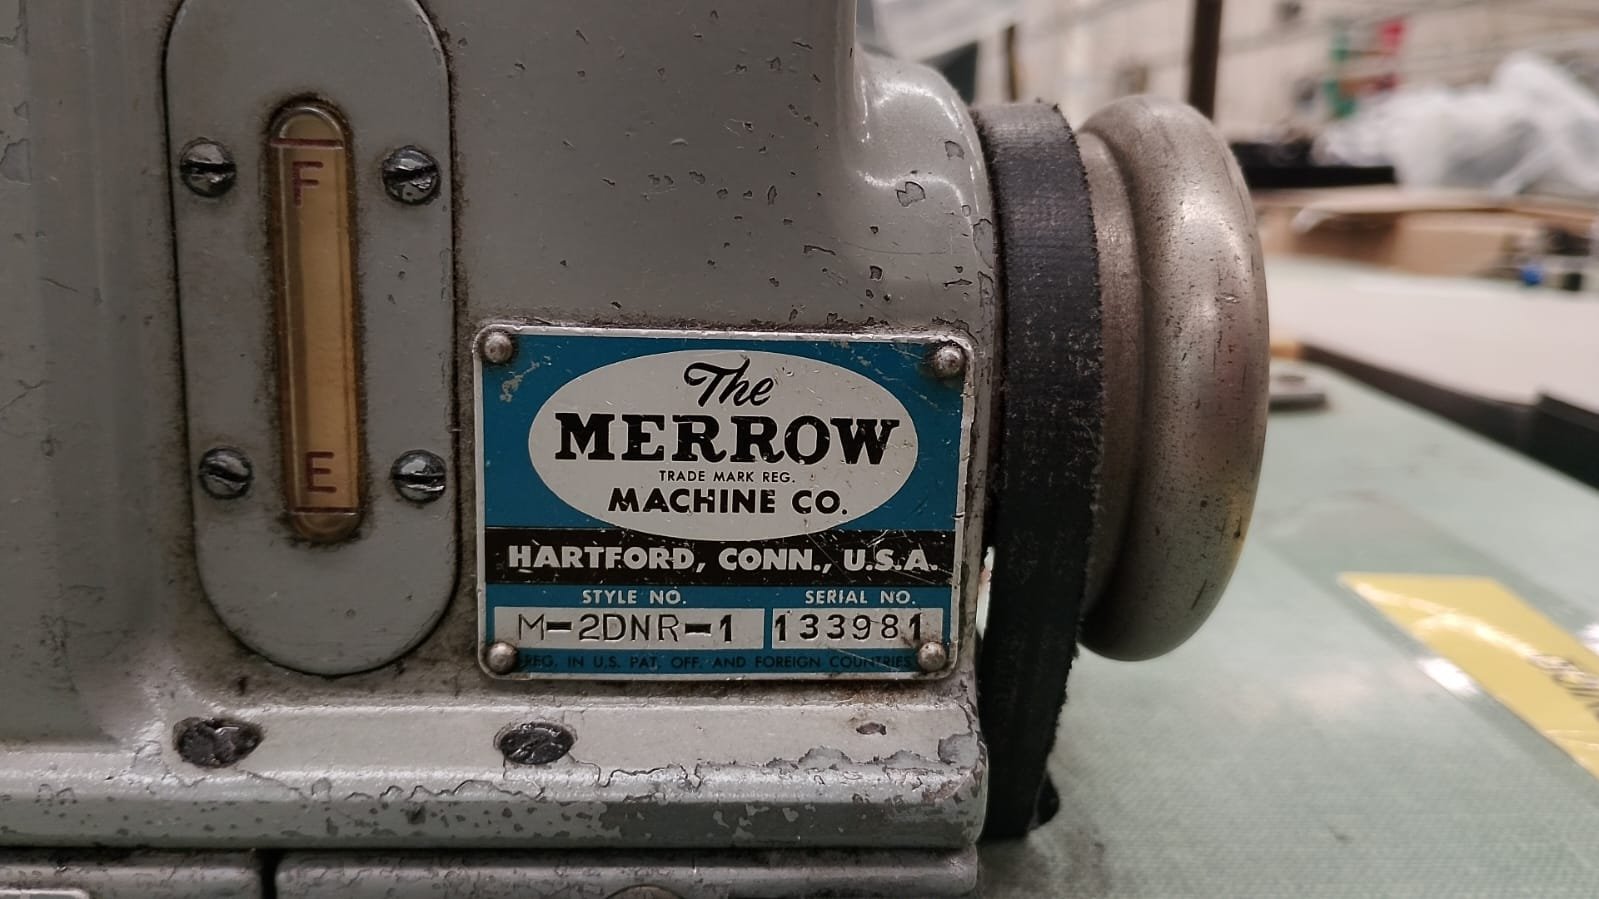 F
E
The
MERROW
TRADE MARK REG.
MACHINE CO.
HARTFORD, CONN., U.S.A.
STYLE NO. SERIAL NO.
M-2DNR-1 133981
REG. IN U.S. PAT. OFF. AND FOREIGN COUNTRIES